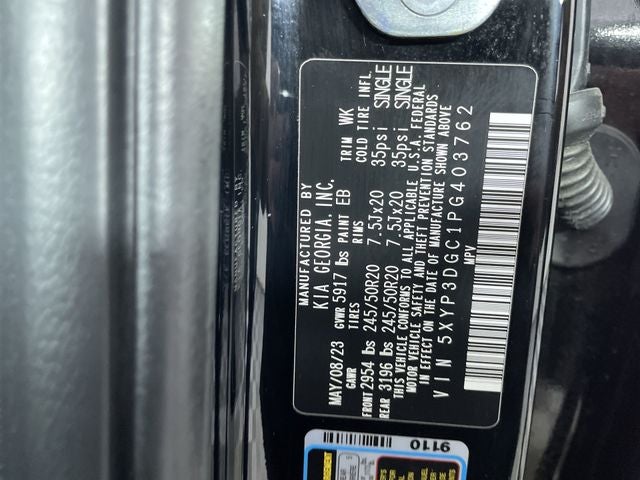 MANUFACTURED BY
KIA GEORGIA, INC.
MAY/08/23 GVWR 5917 lbs PAINT EB TRIM WK
GAWR TIRES RIMS COLD TIRE INFL.
FRONT 2954 lbs 245/50R20 7.5Jx20 35psi SINGLE
REAR 3196 lbs 245/50R20 7.5Jx20 35psi SINGLE
THIS VEHICLE CONFORMS TO ALL APPLICABLE U.S.A. FEDERAL
MOTOR VEHICLE SAFETY AND THEFT PREVENTION STANDARDS
IN EFFECT ON THE DATE OF MANUFACTURE SHOWN ABOVE
VIN 5XYP3DGC1PG403762
MPV
9110